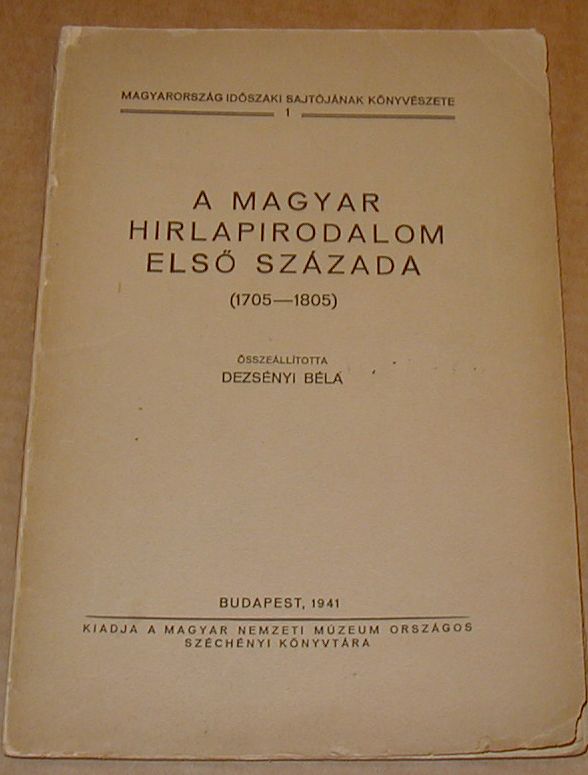 MAGYARORSZÁG IDŐSZAKI SAJTÓJÁNAK KÖNYVÉSZETE
1
A MAGYAR
HIRLAPIRODALOM
ELSŐ SZÁZADA
(1705—1805)
ÖSSZEÁLLÍTOTTA
DEZSÉNYI BÉLA
BUDAPEST, 1941
KIADJA A MAGYAR NEMZETI MÚZEUM ORSZÁGOS
SZÉCHÉNYI KÖNYVTÁRA